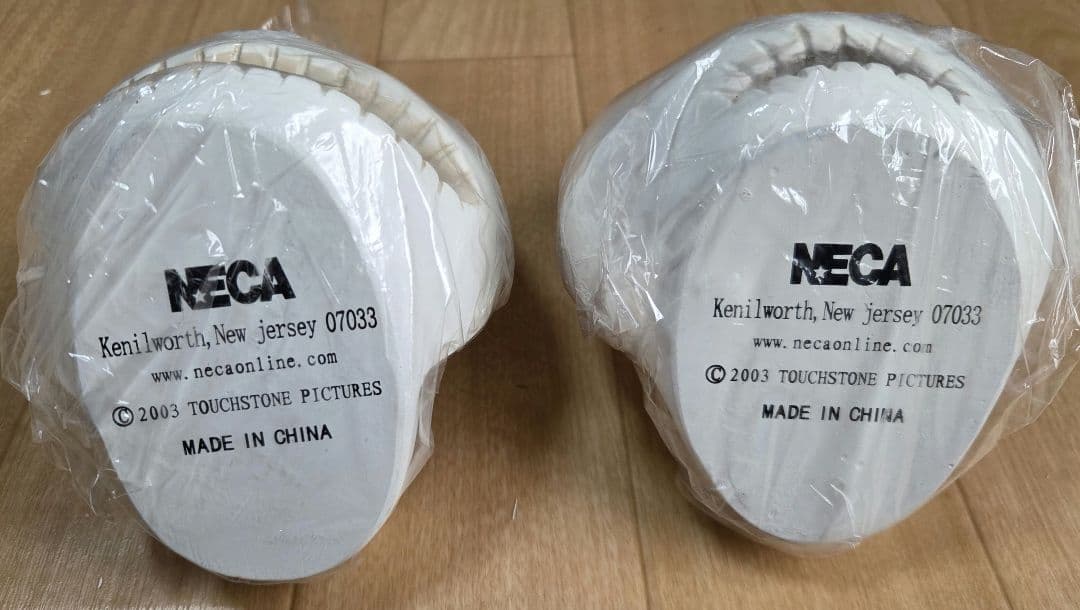 NECA
Kenilworth, New jersey 07033
www.necaonline.com
© 2003 TOUCHSTONE PICTURES
MADE IN CHINA
NECA
Kenilworth, New jersey 07033
www.necaonline.com
© 2003 TOUCHSTONE PICTURES
MADE IN CHINA